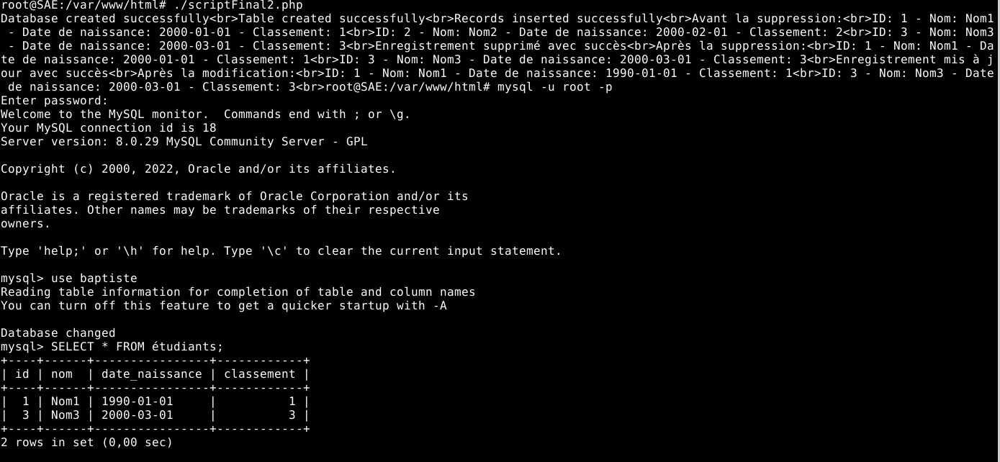 root@SAE:/var/www/html# ./scriptFinal2.php
Database created successfully<br>Table created successfully<br>Records inserted successfully<br>Avant la suppression:<br>ID: 1 - Nom: Nom1
 - Date de naissance: 2000-01-01 - Classement: 1<br>ID: 2 - Nom: Nom2 - Date de naissance: 2000-02-01 - Classement: 2<br>ID: 3 - Nom: Nom3
 - Date de naissance: 2000-03-01 - Classement: 3<br>Enregistrement supprimé avec succès<br>Après la suppression:<br>ID: 1 - Nom: Nom1 - Da
te de naissance: 2000-01-01 - Classement: 1<br>ID: 3 - Nom: Nom3 - Date de naissance: 2000-03-01 - Classement: 3<br>Enregistrement mis à j
our avec succès<br>Après la modification:<br>ID: 1 - Nom: Nom1 - Date de naissance: 1990-01-01 - Classement: 1<br>ID: 3 - Nom: Nom3 - Date
 de naissance: 2000-03-01 - Classement: 3<br>root@SAE:/var/www/html# mysql -u root -p
Enter password:
Welcome to the MySQL monitor.  Commands end with ; or \g.
Your MySQL connection id is 18
Server version: 8.0.29 MySQL Community Server - GPL

Copyright (c) 2000, 2022, Oracle and/or its affiliates.

Oracle is a registered trademark of Oracle Corporation and/or its
affiliates. Other names may be trademarks of their respective
owners.

Type 'help;' or '\h' for help. Type '\c' to clear the current input statement.

mysql> use baptiste
Reading table information for completion of table and column names
You can turn off this feature to get a quicker startup with -A

Database changed
mysql> SELECT * FROM étudiants;
+----+------+----------------+------------+
| id | nom  | date_naissance | classement |
+----+------+----------------+------------+
|  1 | Nom1 | 1990-01-01     |          1 |
|  3 | Nom3 | 2000-03-01     |          3 |
+----+------+----------------+------------+
2 rows in set (0,00 sec)